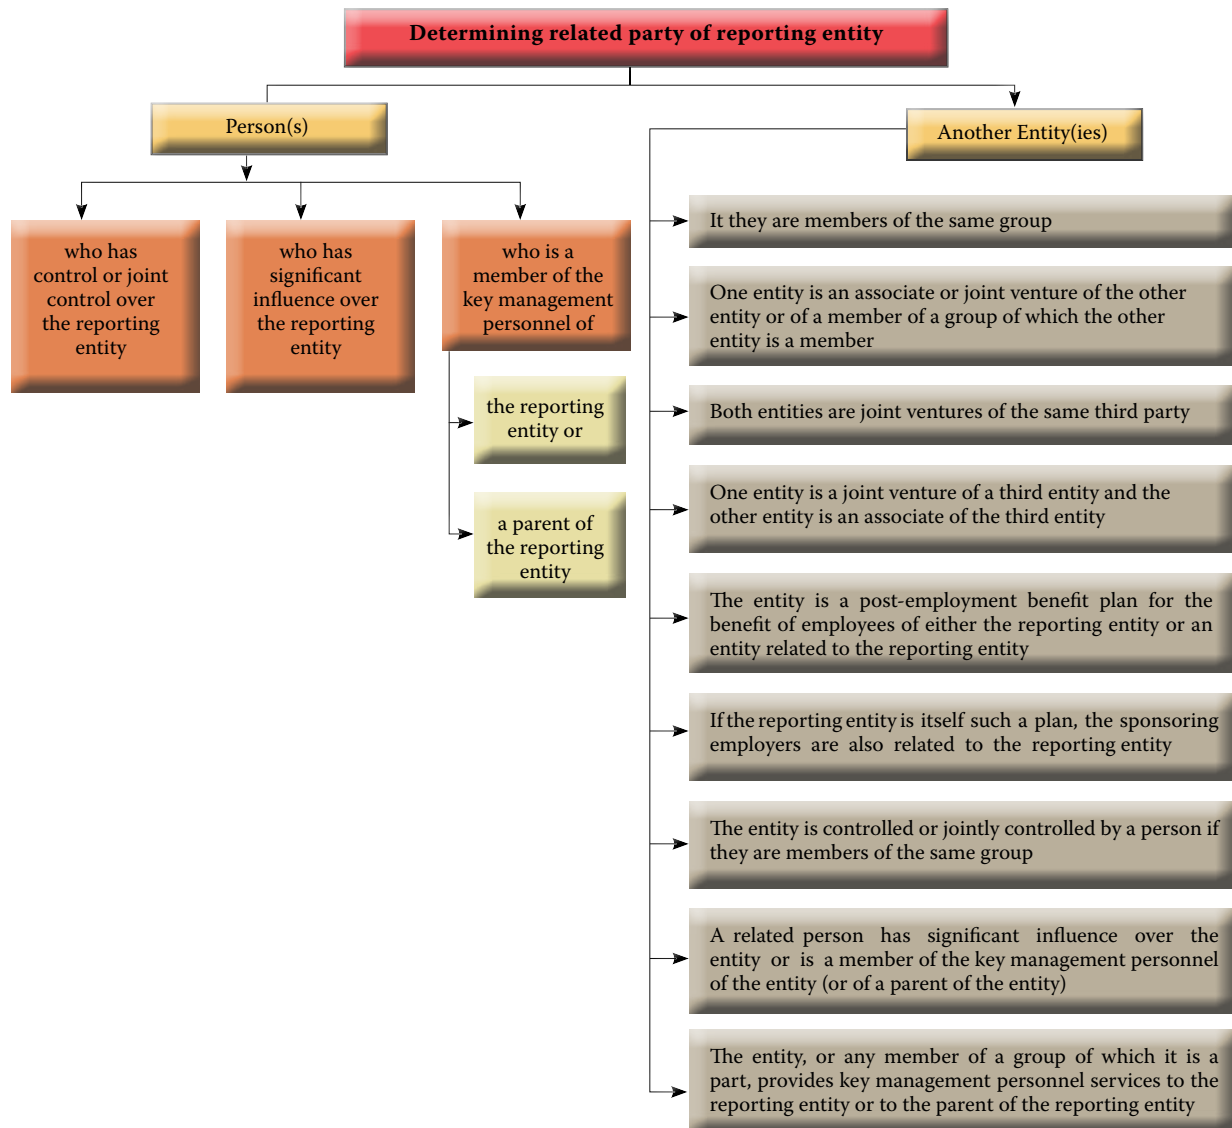 Determining related party of reporting entity
Person(s)
Another Entity(ies)
who has
control or joint
control over
the reporting
entity
who has
significant
influence over
the reporting
entity
who is a
member of the
key management
personnel of
the reporting
entity or
a parent of
the reporting
entity
It they are members of the same group
One entity is an associate or joint venture of the other
entity or of a member of a group of which the other
entity is a member
Both entities are joint ventures of the same third party
One entity is a joint venture of a third entity and the
other entity is an associate of the third entity
The entity is a post-employment benefit plan for the
benefit of employees of either the reporting entity or an
entity related to the reporting entity
If the reporting entity is itself such a plan, the sponsoring
employers are also related to the reporting entity
The entity is controlled or jointly controlled by a person if
they are members of the same group
A related person has significant influence over the
entity or is a member of the key management personnel
of the entity (or of a parent of the entity)
The entity, or any member of a group of which it is a
part, provides key management personnel services to the
reporting entity or to the parent of the reporting entity